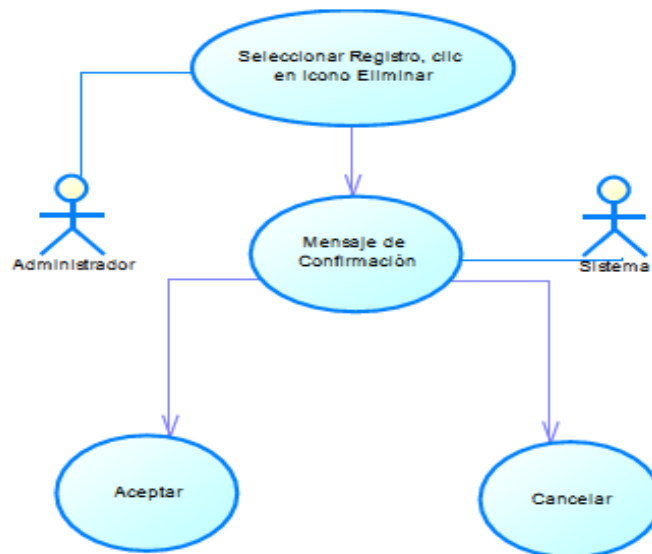 Seleccionar Registro, clic
en icono Eliminar
Administrador
Mensaje de
Confirmación
Sistema
Aceptar
Cancelar